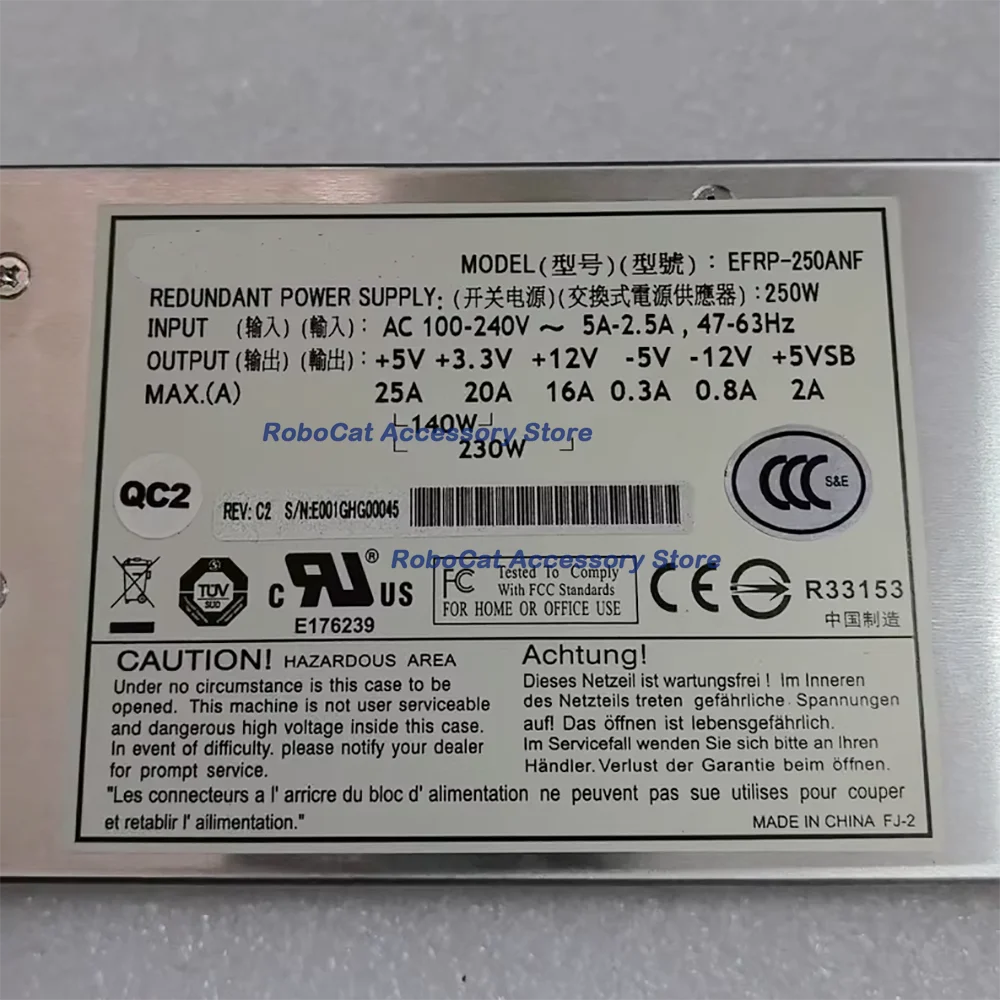 MODEL(型号)(型號): EFRP-250ANF
REDUNDANT POWER SUPPLY: (开关电源)(交換式電源供應器):250W
INPUT (输入) (輸入): AC 100-240V ~ 5A-2.5A , 47-63Hz
OUTPUT (输出) (輸出): +5V +3.3V +12V -5V -12V +5VSB
MAX.(A) 25A 20A 16A 0.3A 0.8A 2A
140W
RoboCat Accessory Store
230W
QC2
REV: C2 S/N:E001GHG00045
CCC S&E
RoboCat Accessory Store
TUV SUD
C RU® US
E176239
FC Tested To Comply
With FCC Standards
FOR HOME OR OFFICE USE
CE
R33153
中国制造
CAUTION! HAZARDOUS AREA
Under no circumstance is this case to be
opened. This machine is not user serviceable
and dangerous high voltage inside this case.
In event of difficulty. please notify your dealer
for prompt service.
Achtung!
Dieses Netzeil ist wartungsfrei ! Im Inneren
des Netzteils treten gefährliche Spannungen
auf! Das öffnen ist lebensgefährlich.
Im Servicefall wenden Sie sich bitte an Ihren
Händler. Verlust der Garantie beim öffnen.
"Les connecteurs a l' arricre du bloc d' alimentation ne peuvent pas sue utilises pour couper
et retablir l' ailimentation."
MADE IN CHINA FJ-2